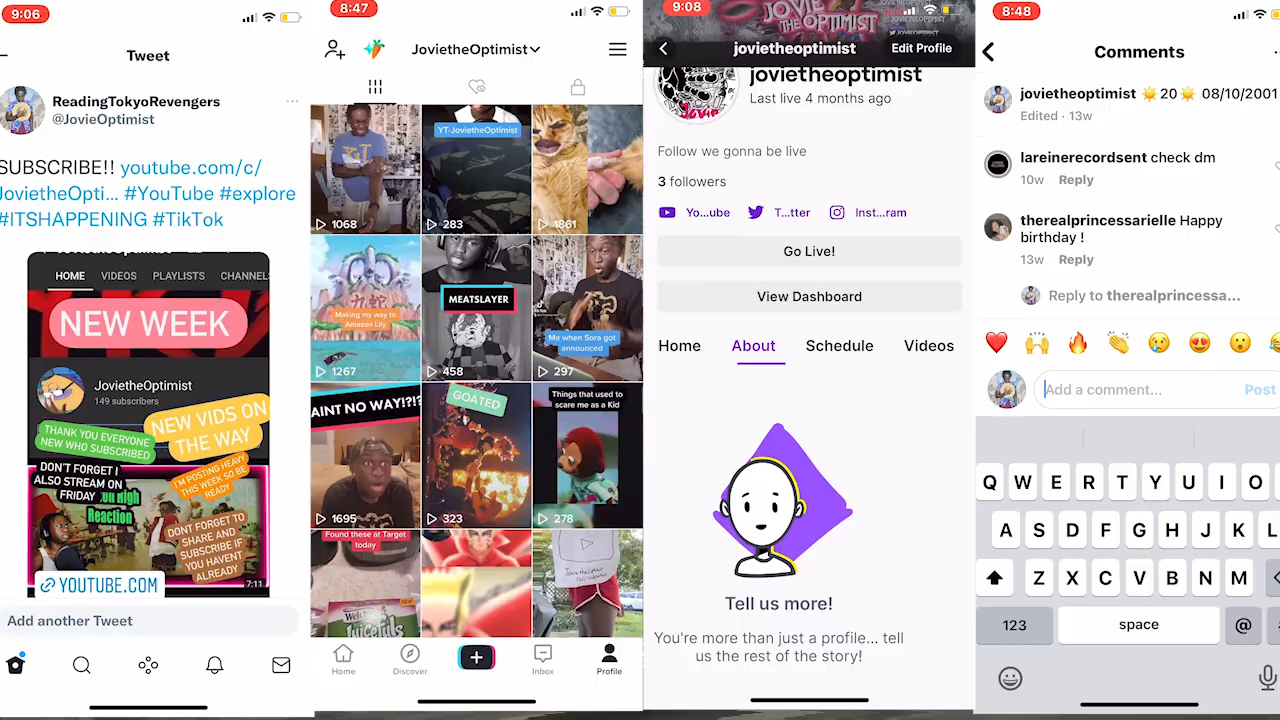 9:06
Tweet
ReadingTokyoRevengers
@JovieOptimist
SUBSCRIBE!! youtube.com/c/
JovietheOpti... #YouTube #explore
#ITSHAPPENING #TikTok
HOME VIDEOS PLAYLISTS CHANNELS
NEW WEEK
JovietheOptimist
149 subscribers
NEW VIDS ON
THE WAY
THANK YOU EVERYONE
NEW WHO SUBSCRIBED
DON'T FORGET I
ALSO STREAM ON
FRIDAY
I'M POSTING HEAVY
THIS WEEK SO BE
READY
High
Reaction
DON'T FORGET TO
SHARE AND
SUBSCRIBE IF
YOU HAVENT
ALREADY
7:11
YOUTUBE.COM
Add another Tweet
8:47
JovietheOptimist
1068
YT-JovietheOptimist
283
1861
Making my way to
Amazon Lily
1267
MEATSLAYER
458
Me when Sora got
announced
297
AINT NO WAY!?!?
1695
GOATED
323
Things that used to
scare me as a Kid
278
Found these at Target
today
Welch's
Juicefuls
Home
Discover
Inbox
Profile
9:08
JOVIE
THE OPTIMIST
jovietheoptimist
Edit Profile
Jovie
jovietheoptimist
Last live 4 months ago
Follow we gonna be live
3 followers
Yo...ube T...tter Inst...ram
Go Live!
View Dashboard
Home About Schedule Videos
Tell us more!
You're more than just a profile... tell
us the rest of the story!
8:48
Comments
jovietheoptimist ☀️20☀️ 08/10/2001
Edited · 13w
lareinerecordsent check dm
10w Reply
therealprincessarielle Happy
birthday !
13w Reply
Reply to therealprincessa...
Add a comment... Post
Q W E R T Y U I O
A S D F G H J K L
Z X C V B N M
123 space @